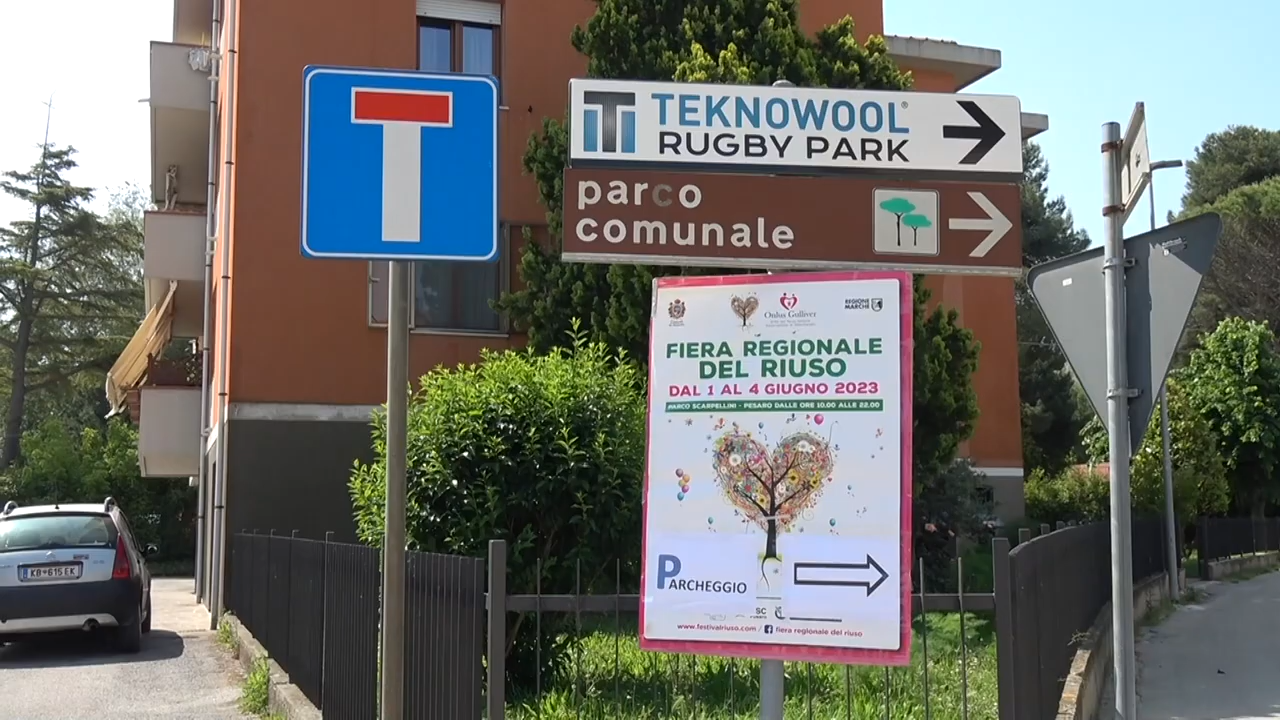 TEKNOWOOL®
RUGBY PARK
parco
comunale
Onlus Gulliver
REGIONE
MARCHE
FIERA REGIONALE
DEL RIUSO
DAL 1 AL 4 GIUGNO 2023
PARCO SCARPELLINI - PESARO DALLE ORE 10.00 ALLE 22.00
PARCHEGGIO
SC
www.festivalriuso.com / fiera regionale del riuso
KB 615EK